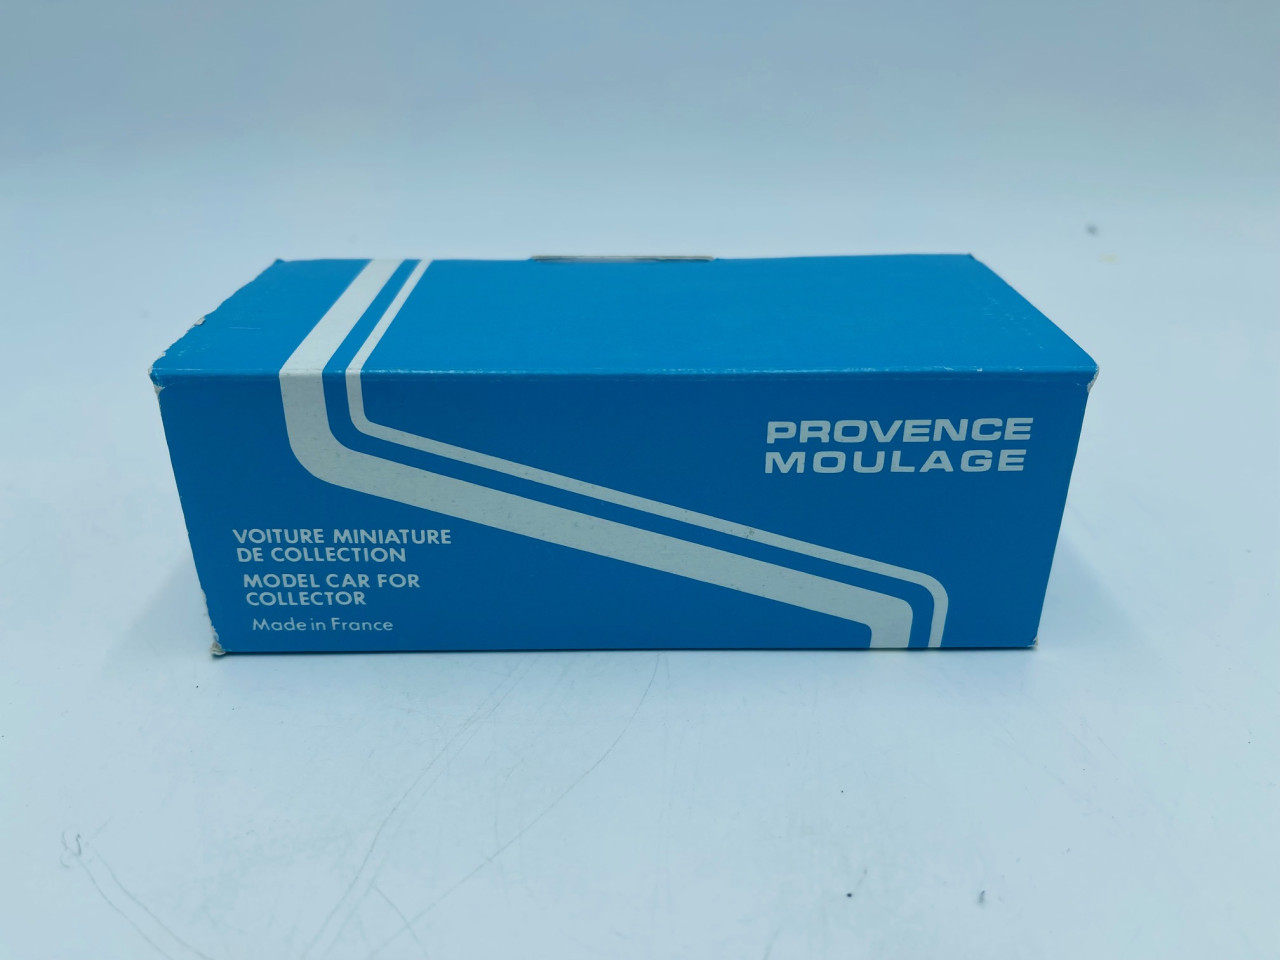 PROVENCE
MOULAGE
VOITURE MINIATURE
DE COLLECTION
MODEL CAR FOR
COLLECTOR
Made in France